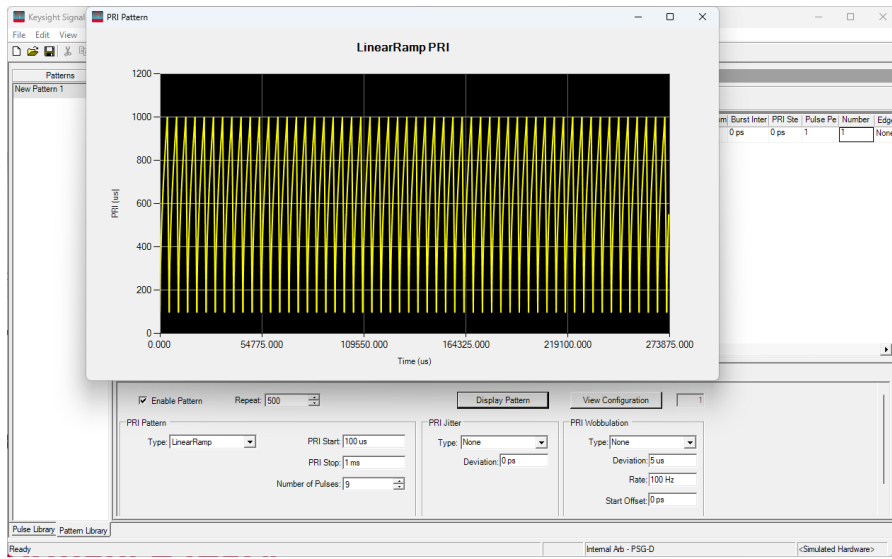 Keysight Signal
PRI Pattern
File Edit View
Patterns
New Pattern 1
LinearRamp PRI
1200
1000
800
600
400
200
0
PRI [us]
0.000 54775.000 109550.000 164325.000 219100.000 273875.000
Time (us)
Burst Inter PRI Ste Pulse Pe Number Edge
0 ps 0 ps 1 1 None
Enable Pattern Repeat: 500 Display Pattern View Configuration 1
PRI Pattern PRI Jitter PRI Wobbulation
Type: LinearRamp PRI Start: 100 us Type: None Type: None
PRI Stop: 1 ms Deviation: 0 ps Deviation: 5 us
Number of Pulses: 9 Rate: 100 Hz
Start Offset: 0 ps
Pulse Library Pattern Library
Ready Internal Arb - PSG-D <Simulated Hardware>